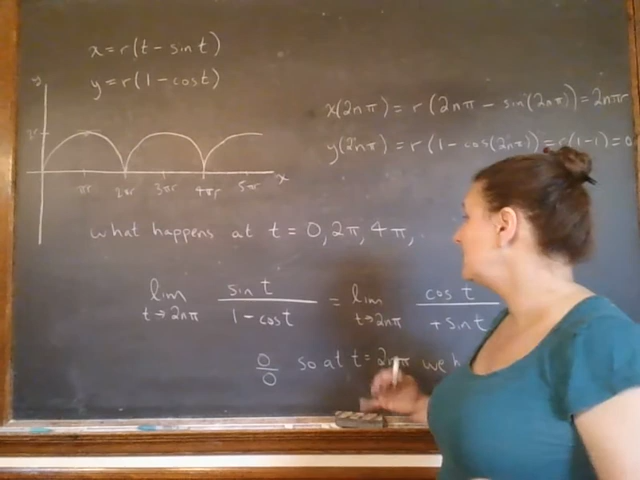 x = r(t - sin t)
y = r(1 - cos t)
x(2nπ) = r(2nπ - sin(2nπ)) = 2nπr
y(2nπ) = r(1 - cos(2nπ)) = r(1-1) = 0
y
2r
πr 2πr 3πr 4πr 5πr x
what happens at t = 0, 2π, 4π,
lim t→2nπ sin t / 1 - cos t = lim t→2nπ cos t / + sin t
0/0 so at t = 2nπ we h